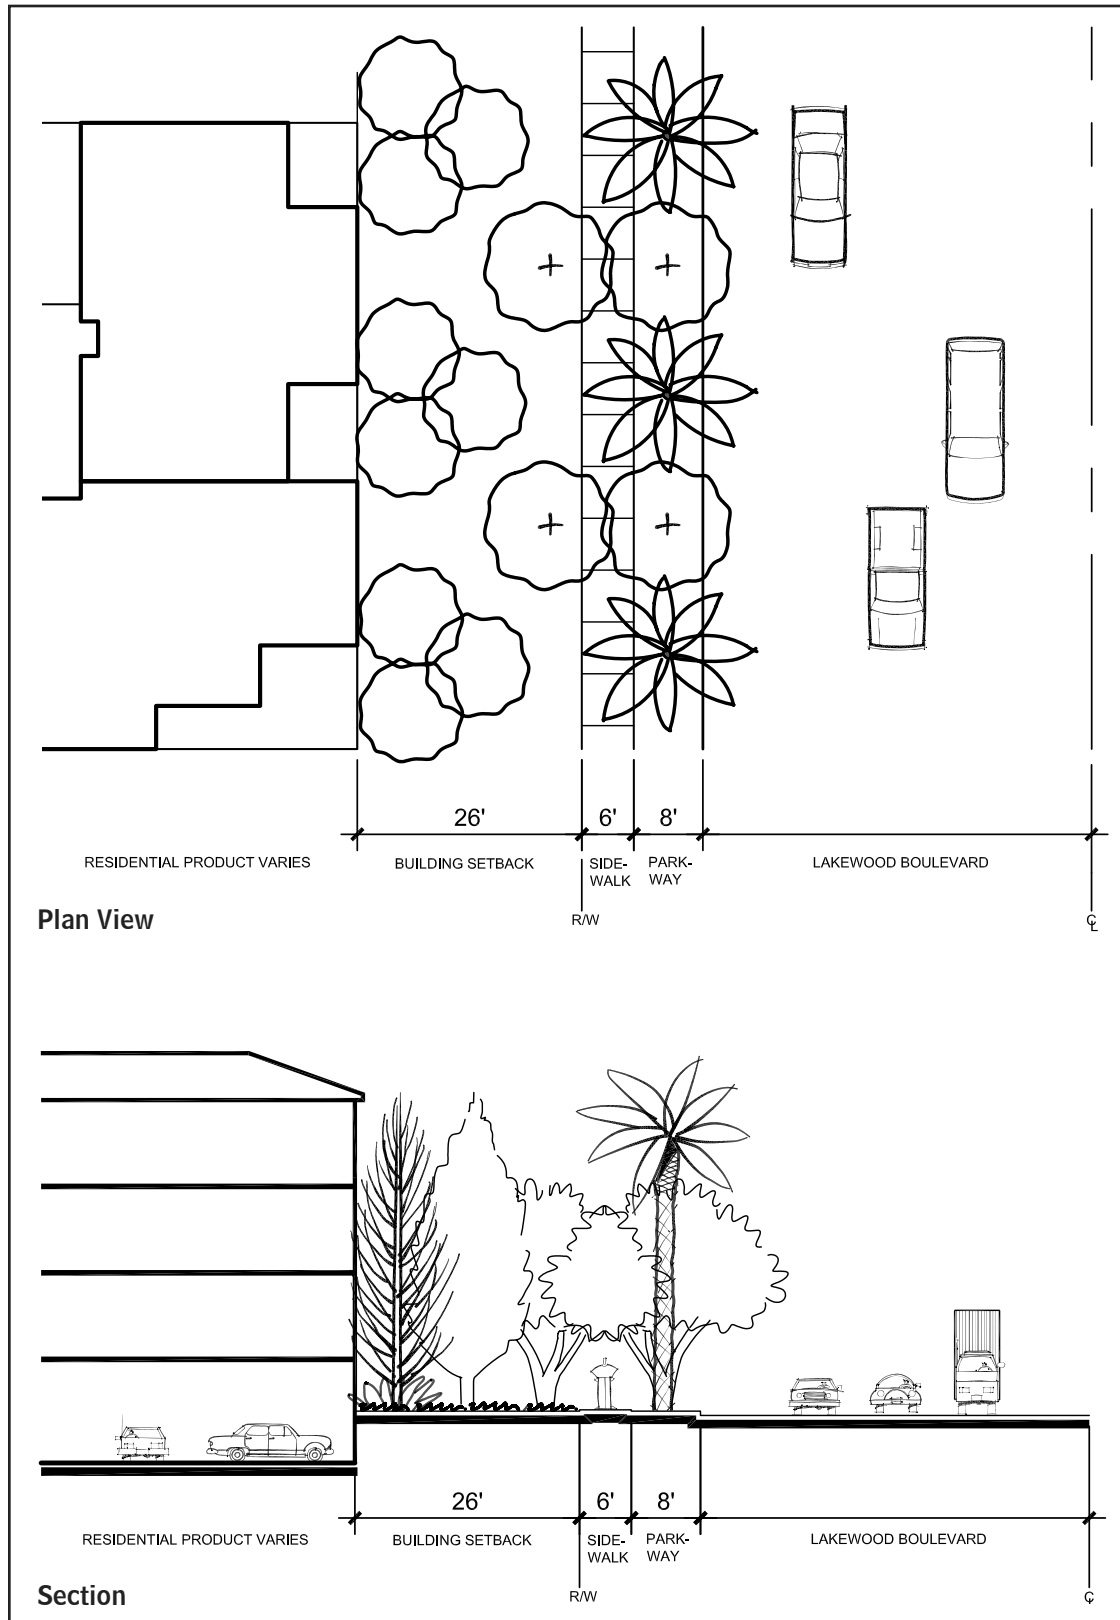 26' 6' 8'
RESIDENTIAL PRODUCT VARIES BUILDING SETBACK SIDE- PARK- LAKEWOOD BOULEVARD
WALK WAY
Plan View R/W ℄
26' 6' 8'
RESIDENTIAL PRODUCT VARIES BUILDING SETBACK SIDE- PARK- LAKEWOOD BOULEVARD
WALK WAY
Section R/W ℄